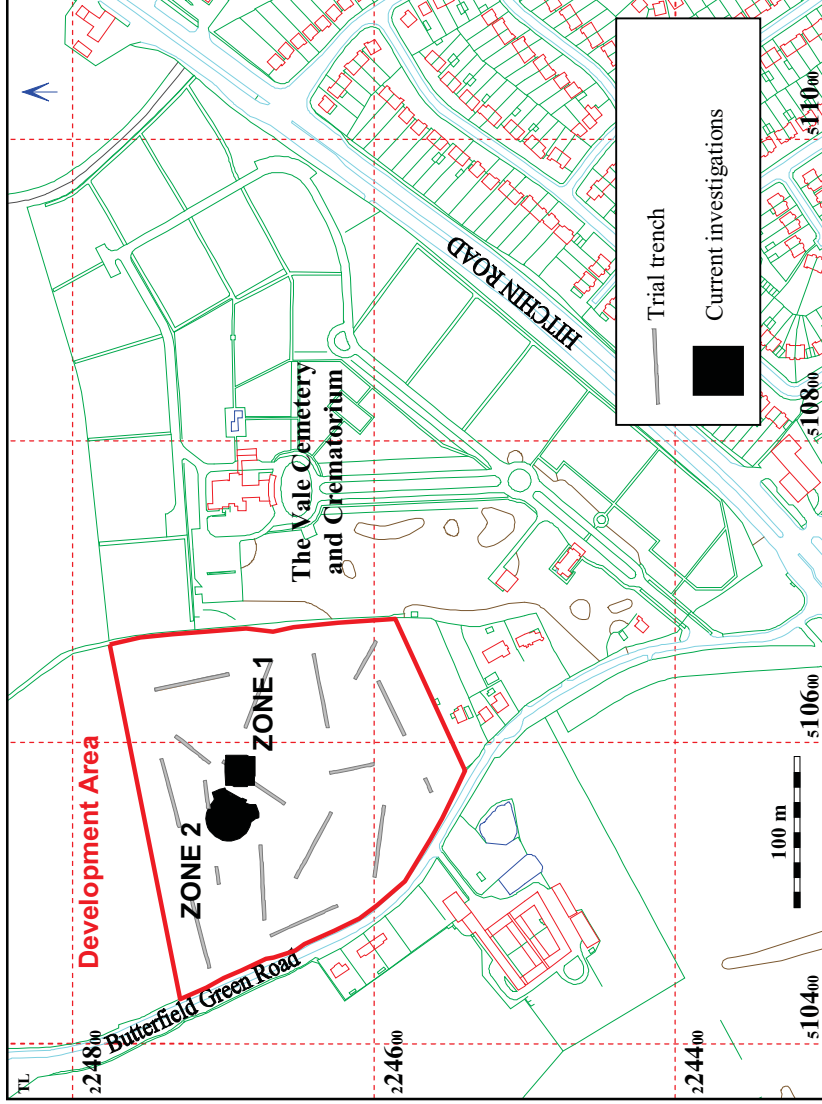 TL
Development Area
ZONE 2
ZONE 1
Butterfield Green Road
The Vale Cemetery
and Crematorium
HITCHIN ROAD
Trial trench
Current investigations
100 m
224800
224600
224400
510400
510600
510800
511000